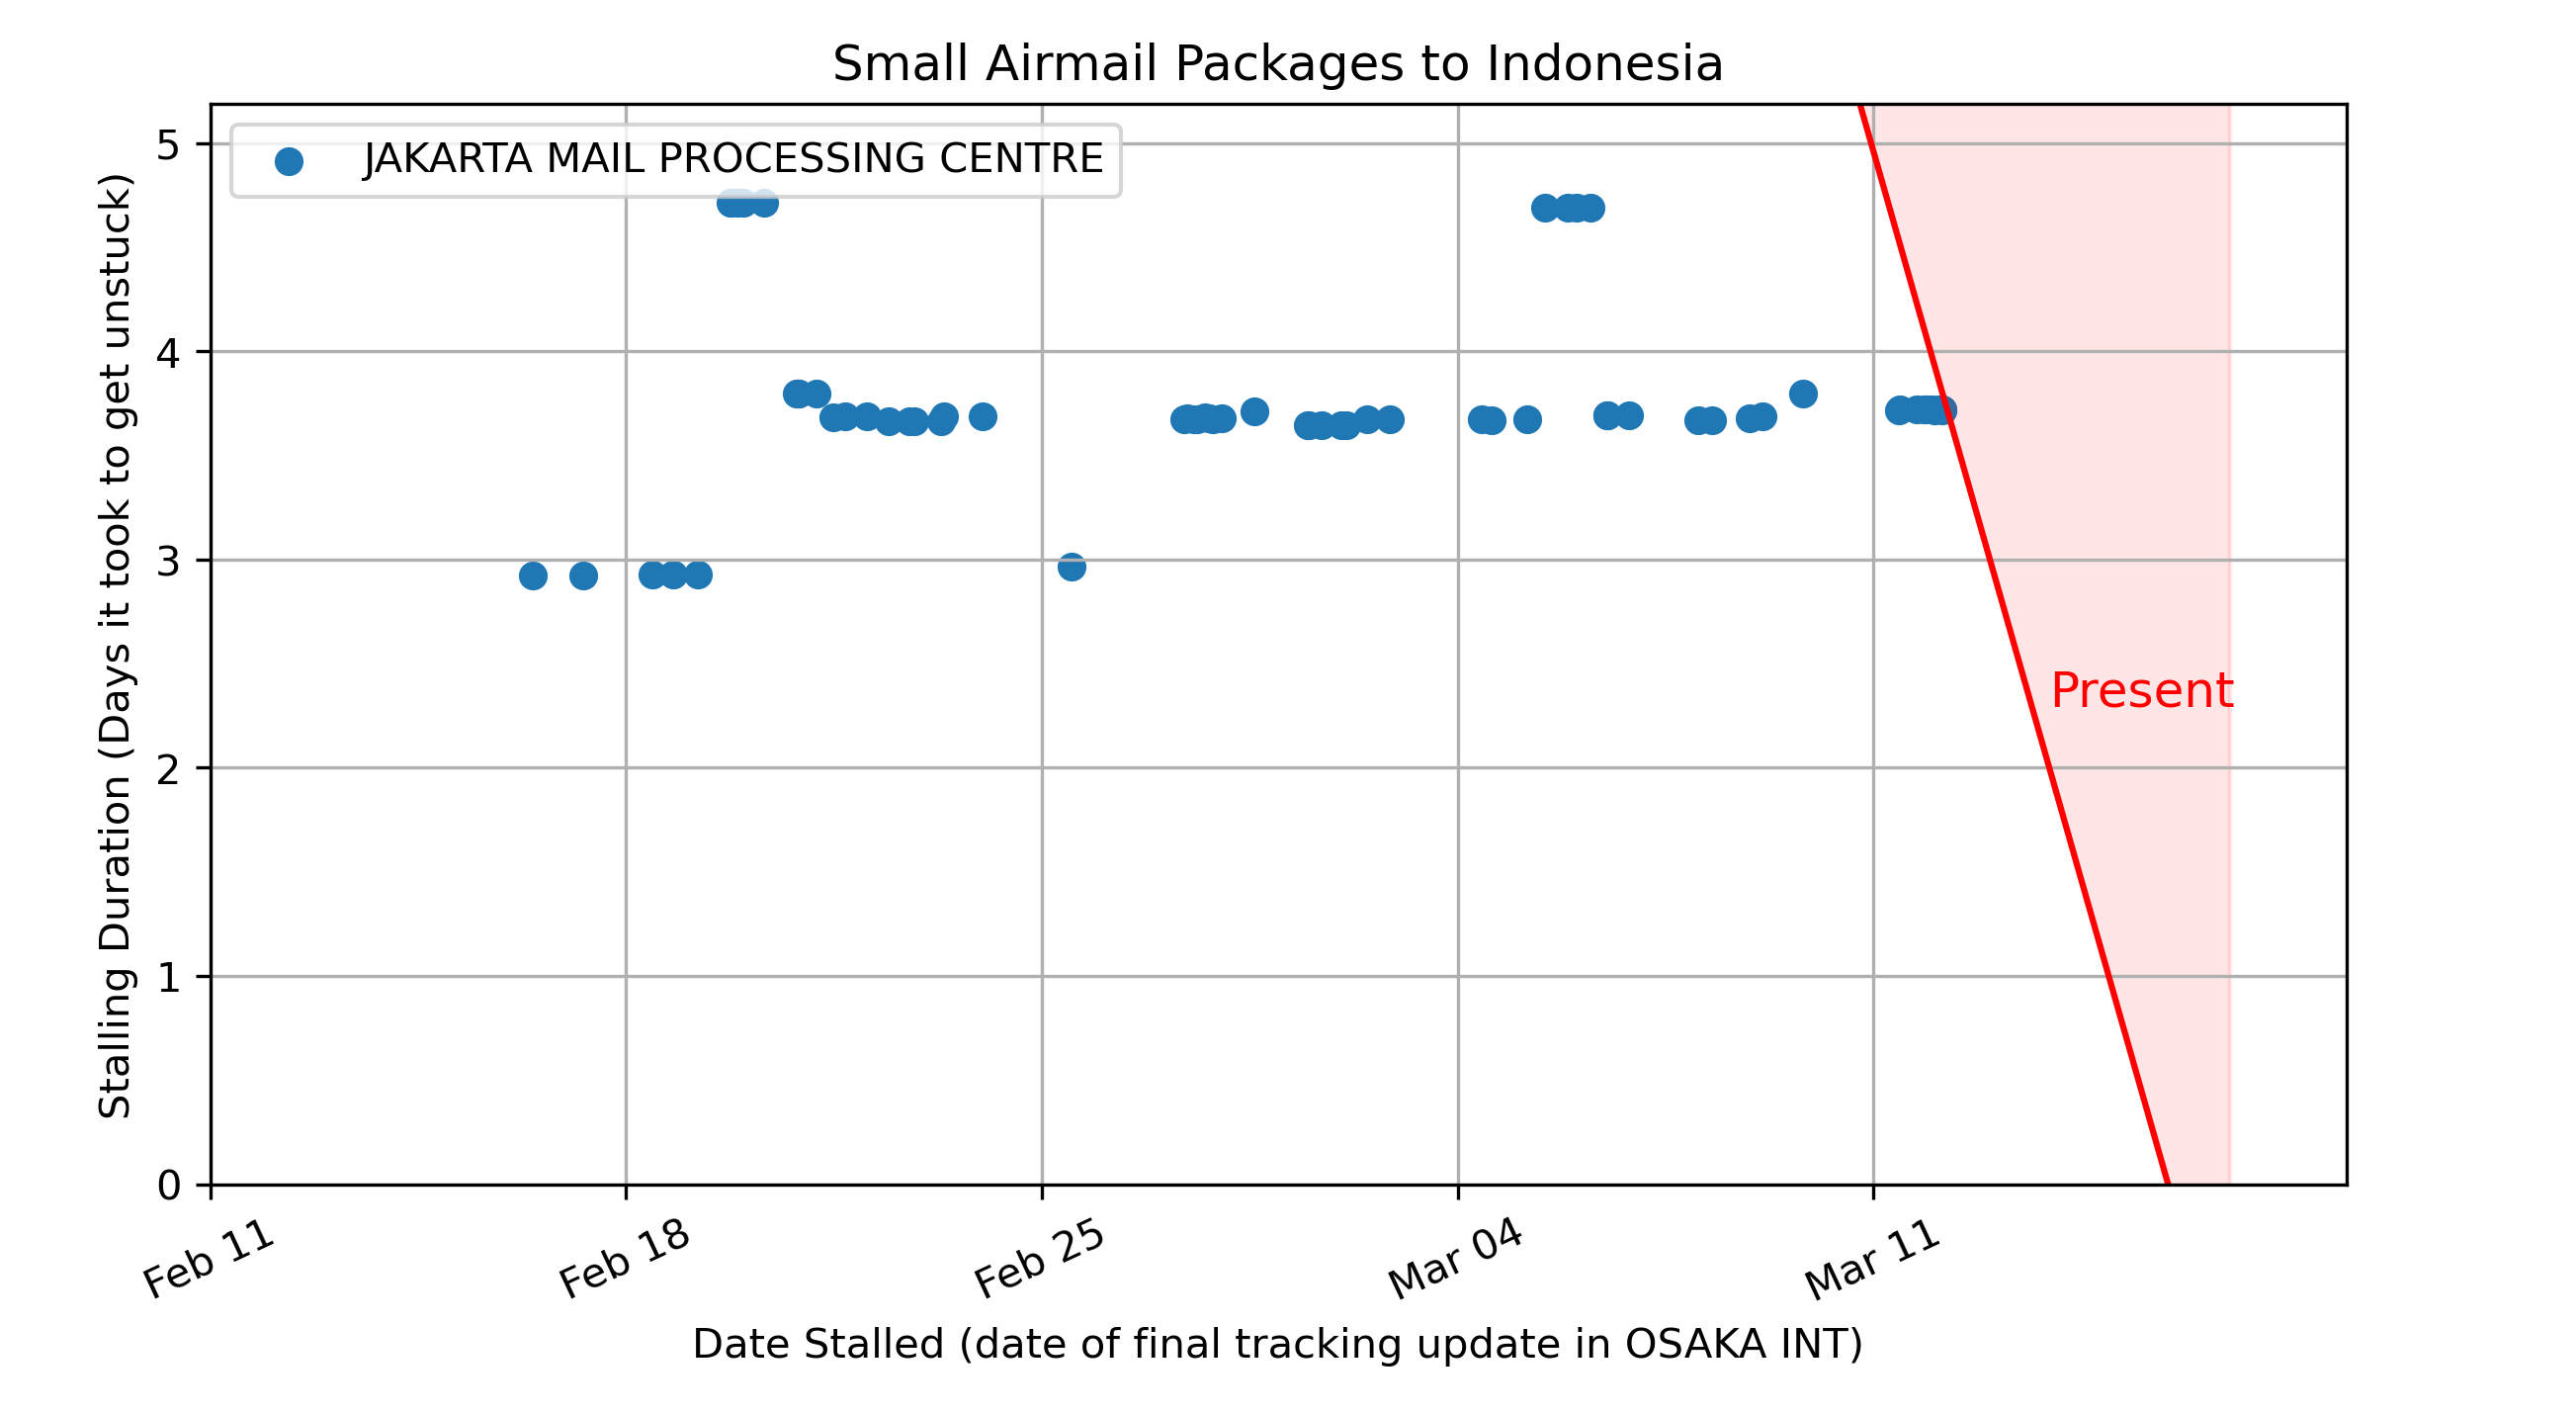 Small Airmail Packages to Indonesia
JAKARTA MAIL PROCESSING CENTRE
Stalling Duration (Days it took to get unstuck)
5
4
3
2
1
0
Present
Feb 11
Feb 18
Feb 25
Mar 04
Mar 11
Date Stalled (date of final tracking update in OSAKA INT)